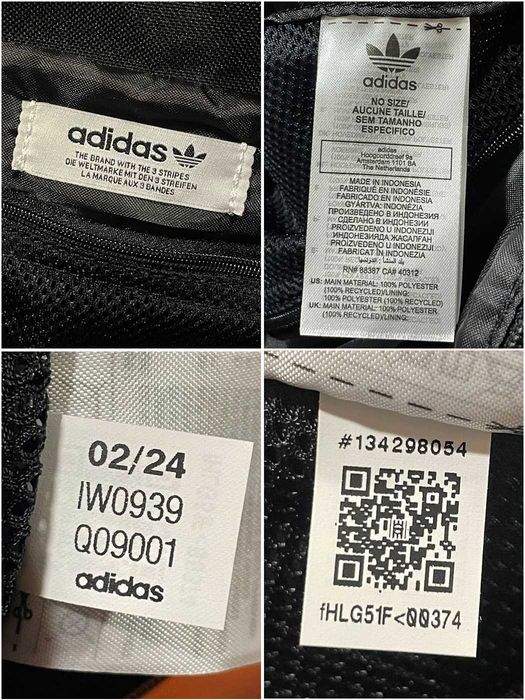 adidas
THE BRAND WITH THE 3 STRIPES
DIE WELTMARKE MIT DEN 3 STREIFEN
LA MARQUE AUX 3 BANDES
adidas
NO SIZE/
AUCUNE TAILLE/
SEM TAMANHO
ESPECIFICO
adidas
Hoogoorddreef 9a
Amsterdam 1101 BA
The Netherlands
MADE IN INDONESIA
FABRIQUÉ EN INDONÉSIE
FABRICADO EN INDONESIA
GYÁRTVA: INDONÉZIA
ПРОИЗВЕДЕНО В ИНДОНЕЗИЯ
СДЕЛАНО В ИНДОНЕЗИИ
PROIZVEDENO U INDONEZIJI
ИНДОНЕЗИЯДА ЖАСАЛҒАН
PROIZVEDENO U INDONEZIJI
FABRICAT IN INDONEZIA
RN# 88387 CA# 40312
US: MAIN MATERIAL: 100% POLYESTER
(100% RECYCLED)/LINING:
100% POLYESTER (100% RECYCLED)
UK: MAIN MATERIAL: 100% POLYESTER
(100% RECYCLED)/LINING:
02/24
IW0939
Q09001
adidas
#134298054
fHLG51F<00374